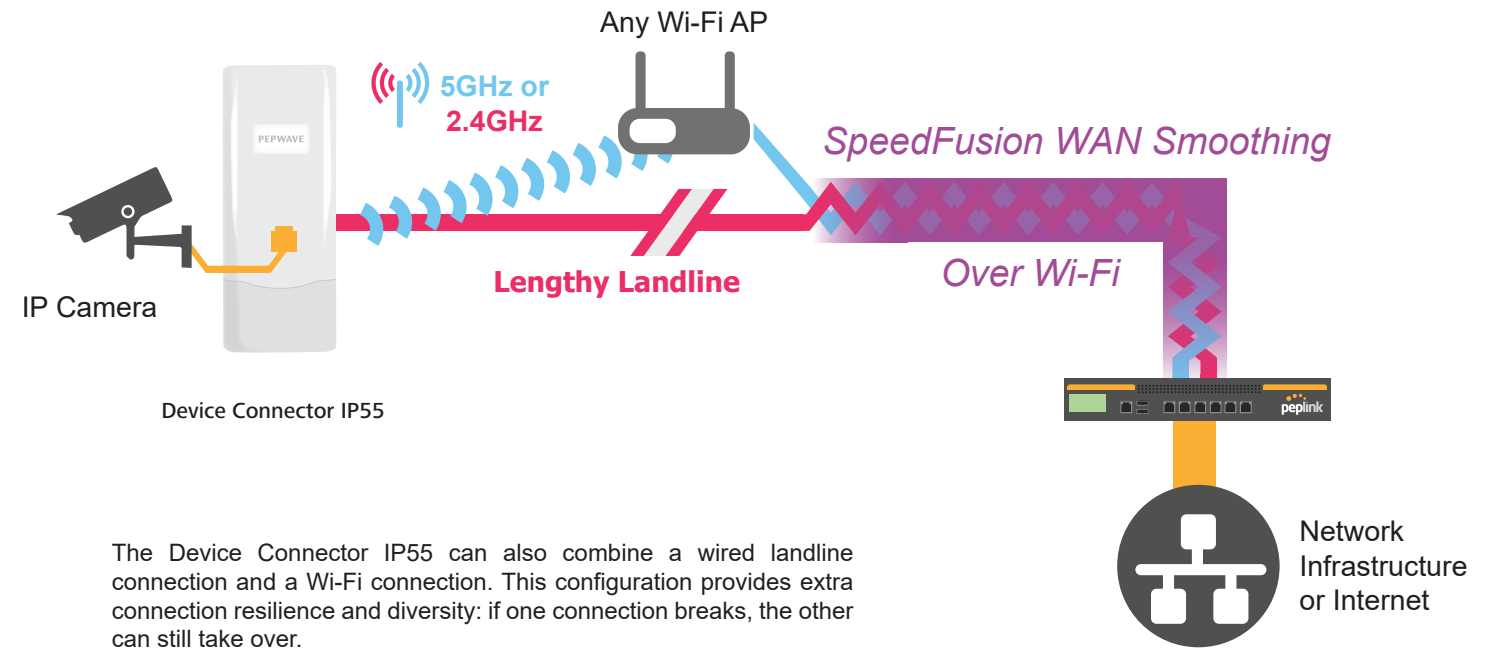 Any Wi-Fi AP
5GHz or
2.4GHz
PEPWAVE
SpeedFusion WAN Smoothing
Lengthy Landline
Over Wi-Fi
IP Camera
Device Connector IP55
peplink
Network
Infrastructure
or Internet
The Device Connector IP55 can also combine a wired landline
connection and a Wi-Fi connection. This configuration provides extra
connection resilience and diversity: if one connection breaks, the other
can still take over.